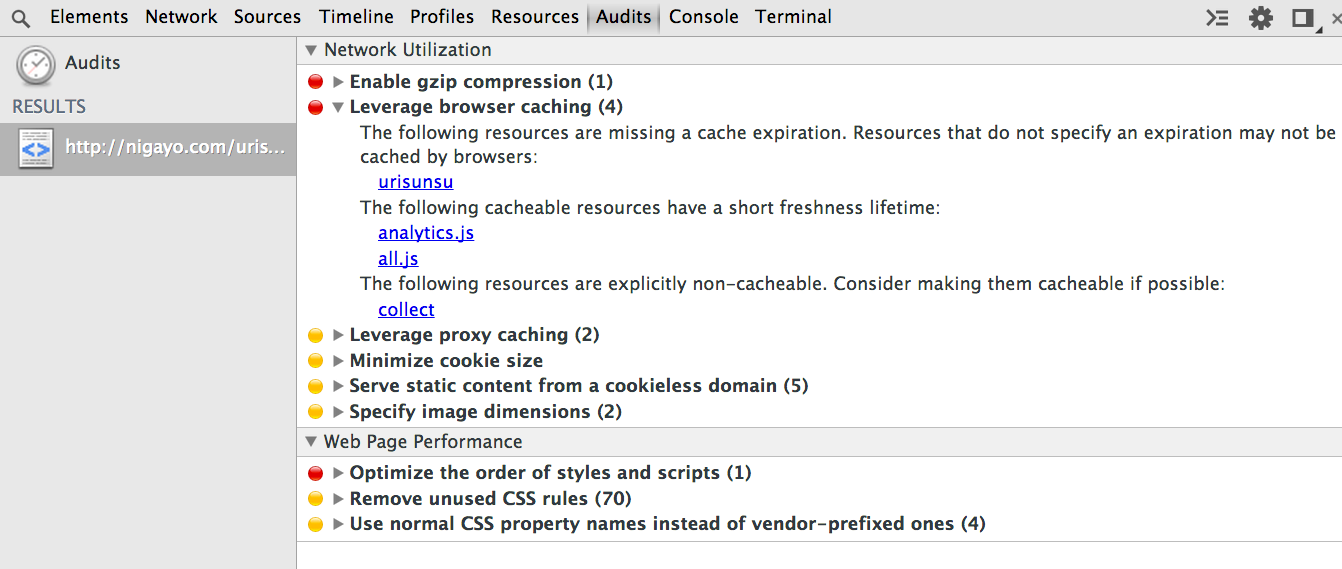 Elements Network Sources Timeline Profiles Resources Audits Console Terminal
Audits
RESULTS
http://nigayo.com/uris...
Network Utilization
Enable gzip compression (1)
Leverage browser caching (4)
The following resources are missing a cache expiration. Resources that do not specify an expiration may not be
cached by browsers:
urisunsu
The following cacheable resources have a short freshness lifetime:
analytics.js
all.js
The following resources are explicitly non-cacheable. Consider making them cacheable if possible:
collect
Leverage proxy caching (2)
Minimize cookie size
Serve static content from a cookieless domain (5)
Specify image dimensions (2)
Web Page Performance
Optimize the order of styles and scripts (1)
Remove unused CSS rules (70)
Use normal CSS property names instead of vendor-prefixed ones (4)